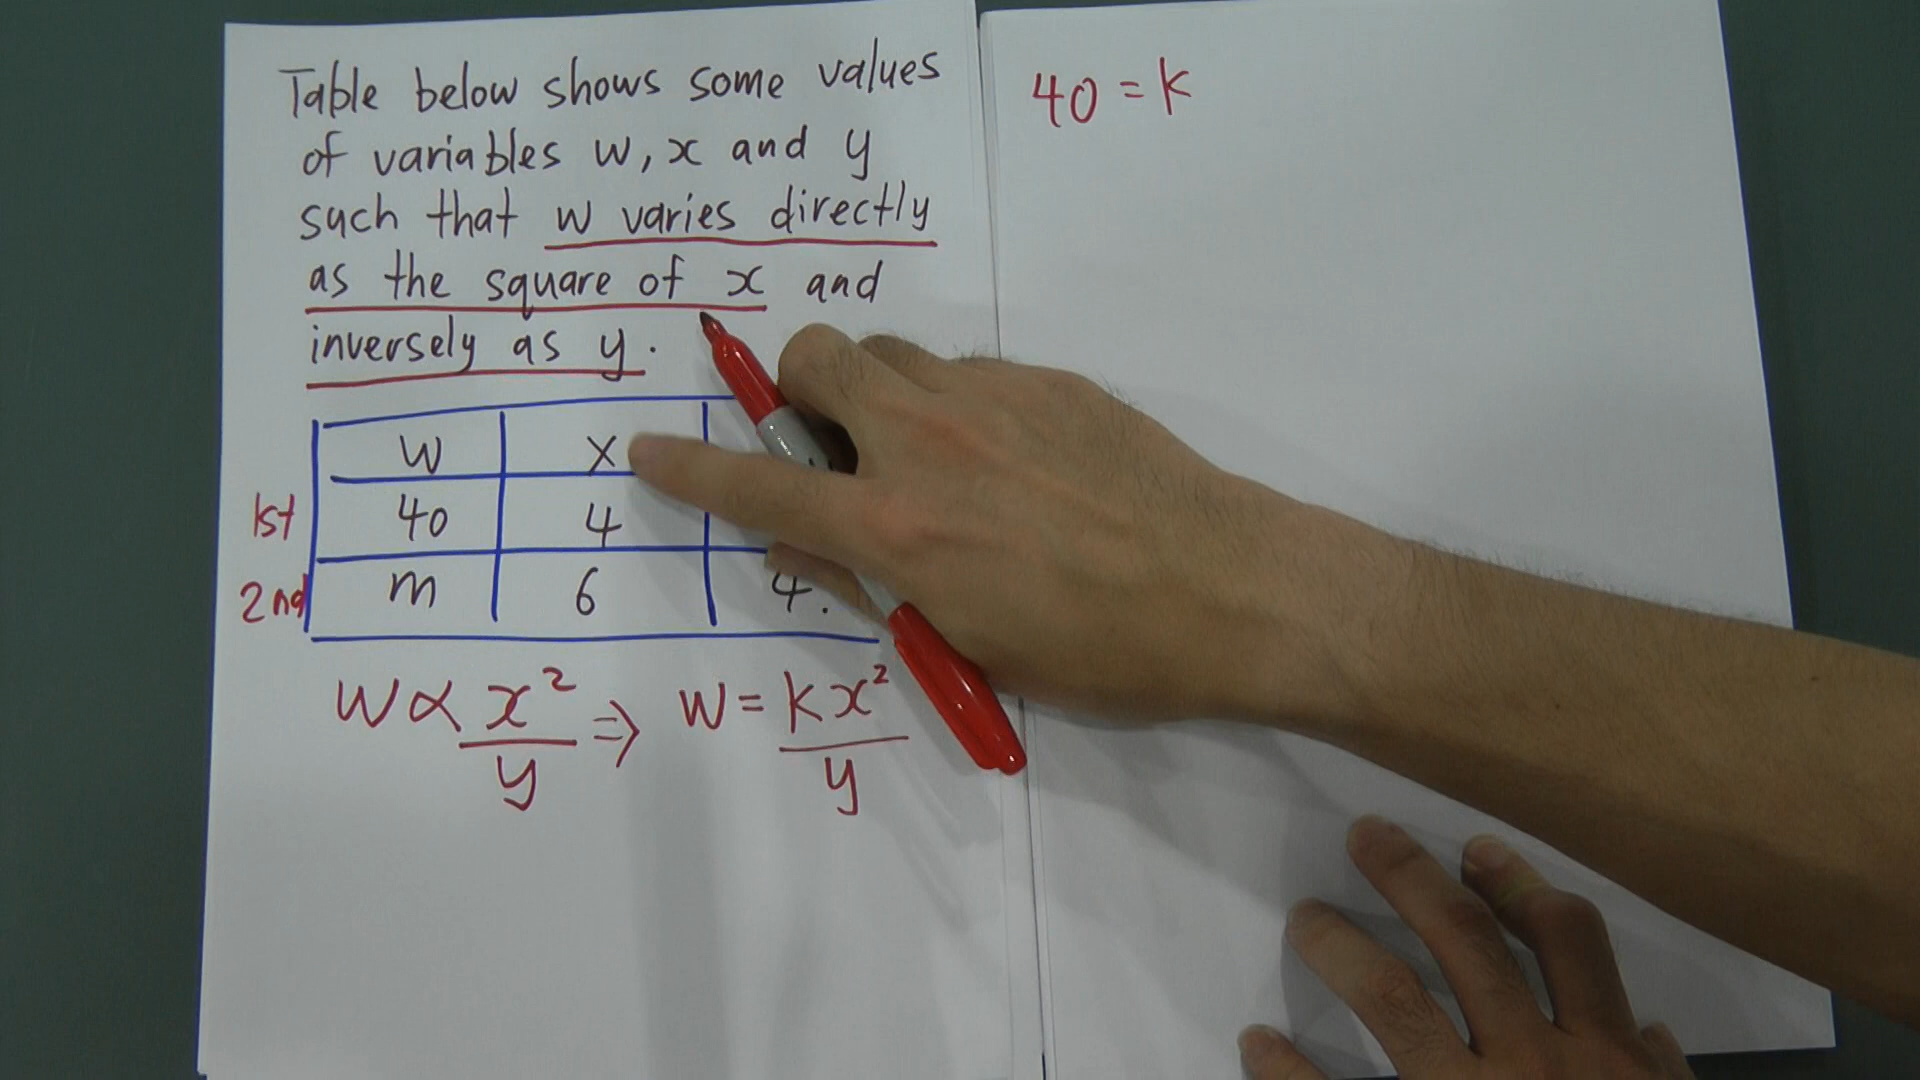 Table below shows some values
of variables w, x and y
such that w varies directly
as the square of x and
inversely as y.
W X
1st 40 4
2nd m 6 4.
W ∝ x²/y ⇒ W = kx²/y
40 = k